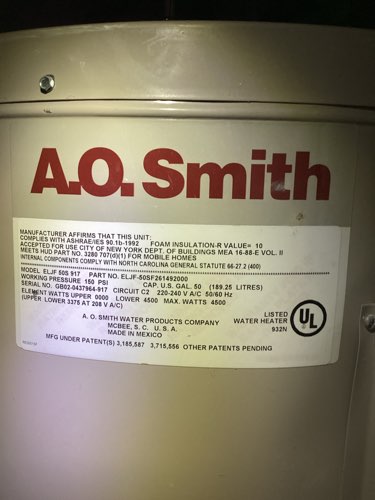 A.O. Smith
MANUFACTURER AFFIRMS THAT THIS UNIT:
COMPLIES WITH ASHRAE/IES 90.1b-1992 FOAM INSULATION-R VALUE= 10
ACCEPTED FOR USE CITY OF NEW YORK DEPT. OF BUILDINGS MEA 16-88-E VOL. II
MEETS HUD PART NO. 3280 707(d)(1) FOR MOBILE HOMES
INTERNAL COMPONENTS COMPLY WITH NORTH CAROLINA GENERAL STATUTE 66-27.2 (400)
MODEL ELJF 50S 917 PART NO. ELJF-50SF261492000
WORKING PRESSURE 150 PSI CAP. U.S. GAL. 50 (189.25 LITRES)
SERIAL NO. GB02-0437964-917 CIRCUIT C2 220-240 V A/C 50/60 Hz
ELEMENT WATTS UPPER 0000 LOWER 4500 MAX. WATTS 4500
(UPPER LOWER 3375 AT 208 V A/C)
LISTED
WATER HEATER
932N
UL
A. O. SMITH WATER PRODUCTS COMPANY
MCBEE, S. C. U. S. A.
MADE IN MEXICO
MFG UNDER PATENT(S) 3,185,587 3,715,556 OTHER PATENTS PENDING